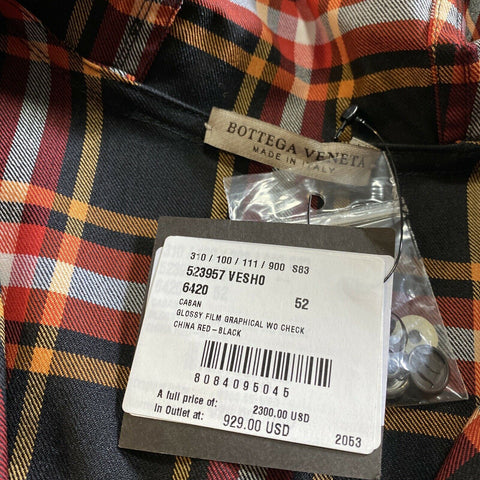 BOTTEGA VENETA
MADE IN ITALY
310 / 100 / 111 / 900 S83
523957 VESH0
6420 52
CABAN
GLOSSY FILM GRAPHICAL WO CHECK
CHINA RED-BLACK
8084095045
A full price of: 2300.00 USD
In Outlet at: 929.00 USD
2053